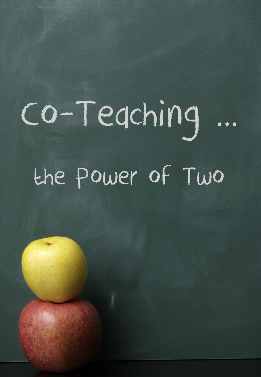 Co-Teaching ...
the Power of Two